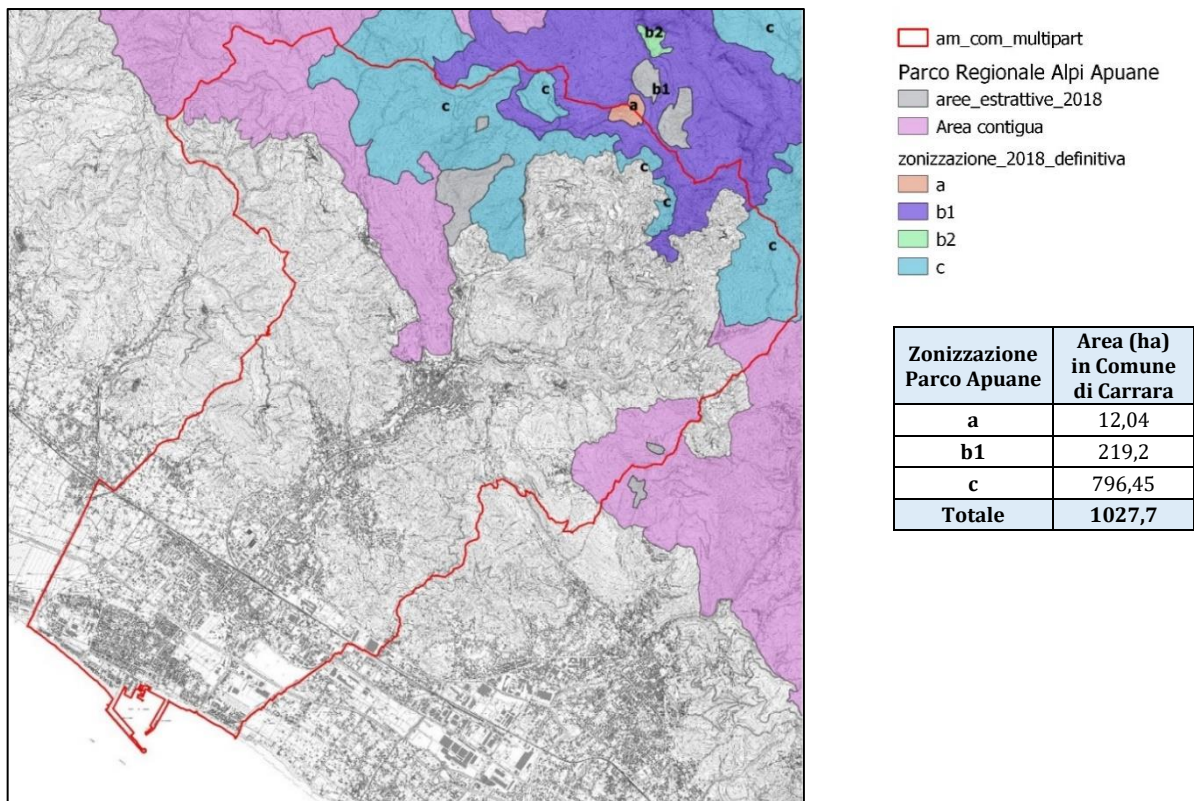 b2
c
c
c
b1
a
c
c
c
am_com_multipart
Parco Regionale Alpi Apuane
aree_estrattive_2018
Area contigua
zonizzazione_2018_definitiva
a
b1
b2
c
Zonizzazione
Parco Apuane
Area (ha)
in Comune
di Carrara
a 12,04
b1 219,2
c 796,45
Totale 1027,7